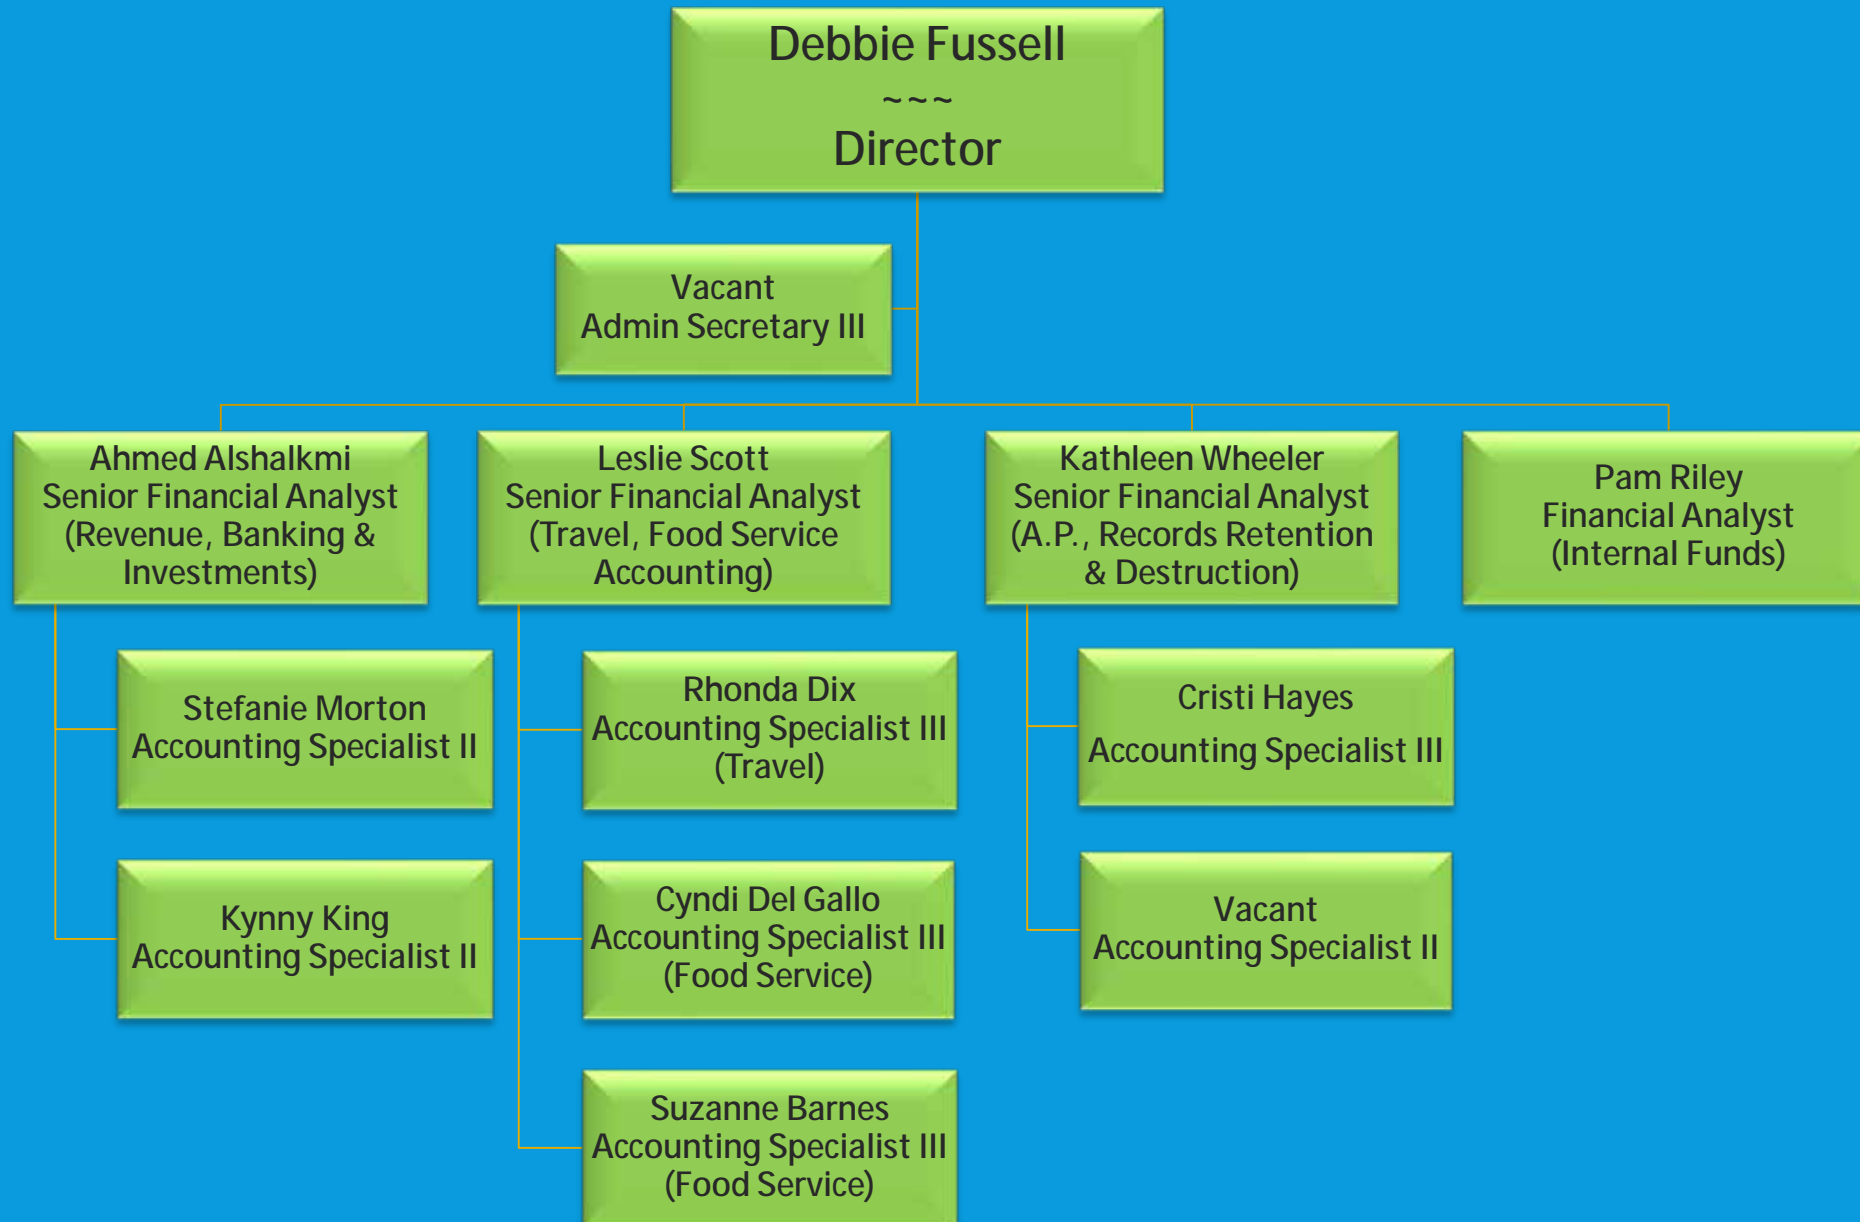 Debbie Fussell
~~~
Director
Vacant
Admin Secretary III
Ahmed Alshalkmi
Senior Financial Analyst
(Revenue, Banking &
Investments)
Leslie Scott
Senior Financial Analyst
(Travel, Food Service
Accounting)
Kathleen Wheeler
Senior Financial Analyst
(A.P., Records Retention
& Destruction)
Pam Riley
Financial Analyst
(Internal Funds)
Stefanie Morton
Accounting Specialist II
Kynny King
Accounting Specialist II
Rhonda Dix
Accounting Specialist III
(Travel)
Cyndi Del Gallo
Accounting Specialist III
(Food Service)
Suzanne Barnes
Accounting Specialist III
(Food Service)
Cristi Hayes
Accounting Specialist III
Vacant
Accounting Specialist II